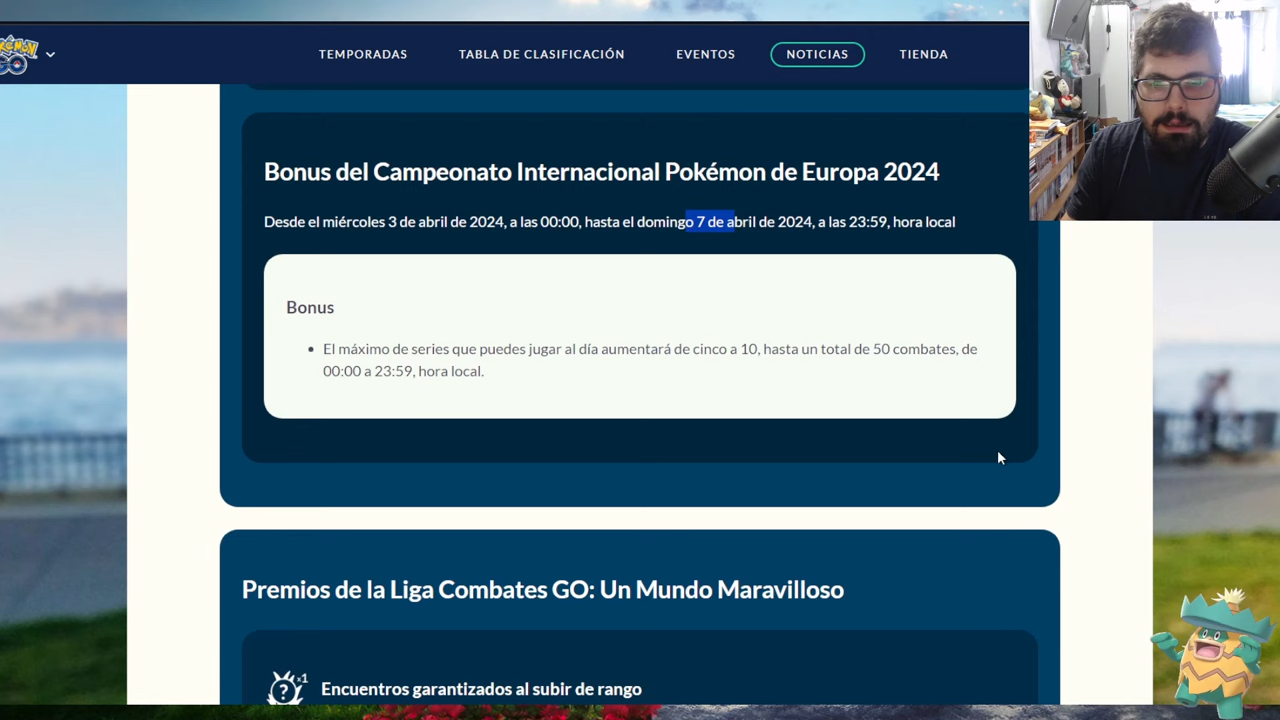 TEMPORADAS
TABLA DE CLASIFICACIÓN
EVENTOS
NOTICIAS
TIENDA
Bonus del Campeonato Internacional Pokémon de Europa 2024
Desde el miércoles 3 de abril de 2024, a las 00:00, hasta el domingo 7 de abril de 2024, a las 23:59, hora local
Bonus
• El máximo de series que puedes jugar al día aumentará de cinco a 10, hasta un total de 50 combates, de
00:00 a 23:59, hora local.
Premios de la Liga Combates GO: Un Mundo Maravilloso
×1
?
Encuentros garantizados al subir de rango